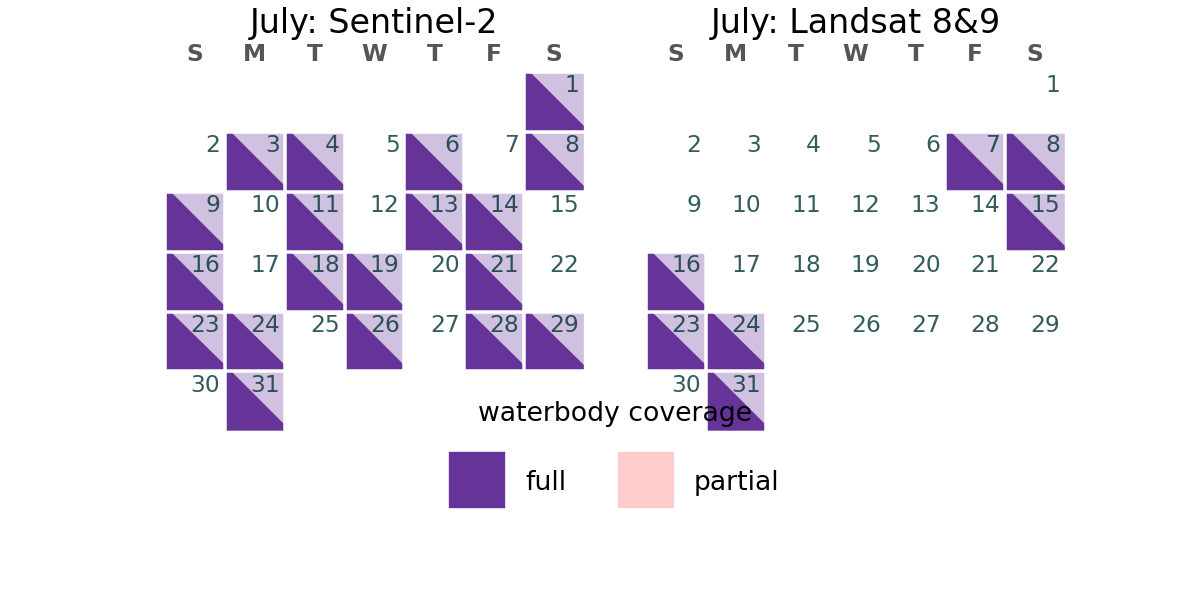 July: Sentinel-2
S M T W T F S
1
2 3 4 5 6 7 8
9 10 11 12 13 14 15
16 17 18 19 20 21 22
23 24 25 26 27 28 29
30 31
July: Landsat 8&9
S M T W T F S
1
2 3 4 5 6 7 8
9 10 11 12 13 14 15
16 17 18 19 20 21 22
23 24 25 26 27 28 29
30 31
waterbody coverage
full partial